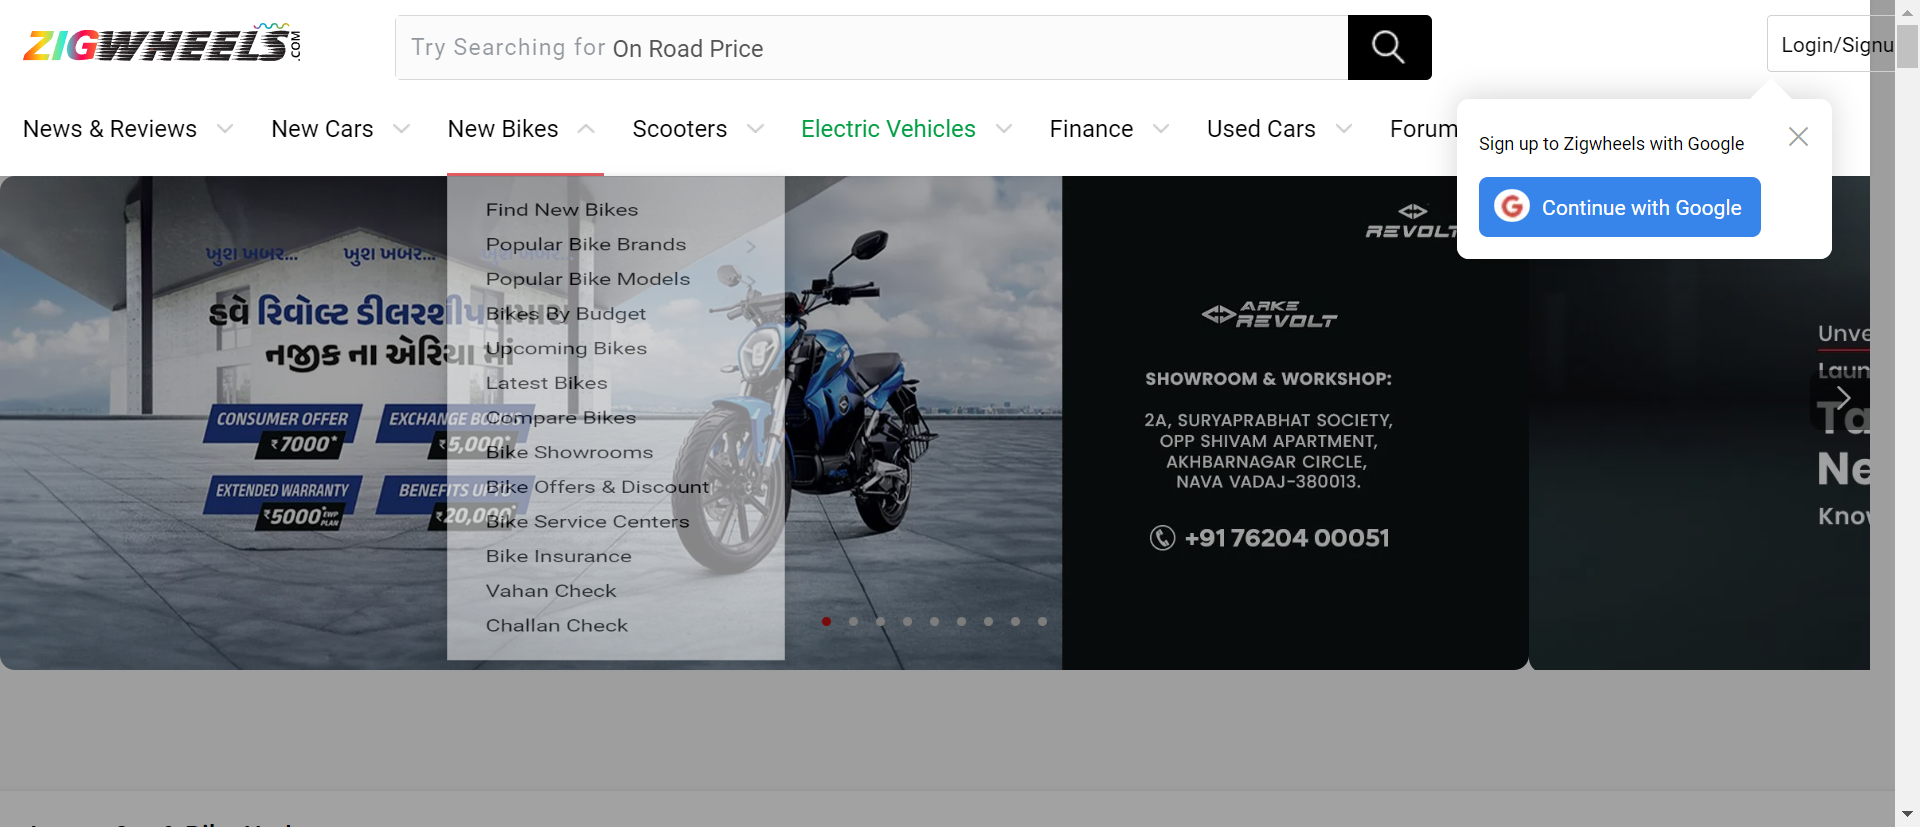 ZIGWHEELS.COM
Try Searching for On Road Price
Login/Signu
News & Reviews
New Cars
New Bikes
Scooters
Electric Vehicles
Finance
Used Cars
Forum
Sign up to Zigwheels with Google
Continue with Google
Find New Bikes
Popular Bike Brands
Popular Bike Models
Bikes By Budget
Upcoming Bikes
Latest Bikes
Compare Bikes
Bike Showrooms
Bike Offers & Discount
Bike Service Centers
Bike Insurance
Vahan Check
Challan Check
ખુશ ખબર... ખુશ ખબર...
હવે રિવોલ્ટ ડીલરશીપ
નજીક ના એરિયા માં
CONSUMER OFFER
₹7000*
EXCHANGE BONUS
₹5,000*
EXTENDED WARRANTY
₹5000* EWP PLAN
BENEFITS UPTO
₹20,000*
REVOLT
ARKE
REVOLT
SHOWROOM & WORKSHOP:
2A, SURYAPRABHAT SOCIETY,
OPP SHIVAM APARTMENT,
AKHBARNAGAR CIRCLE,
NAVA VADAJ-380013.
+91 76204 00051
Unve
Laun
Ta
Ne
Know